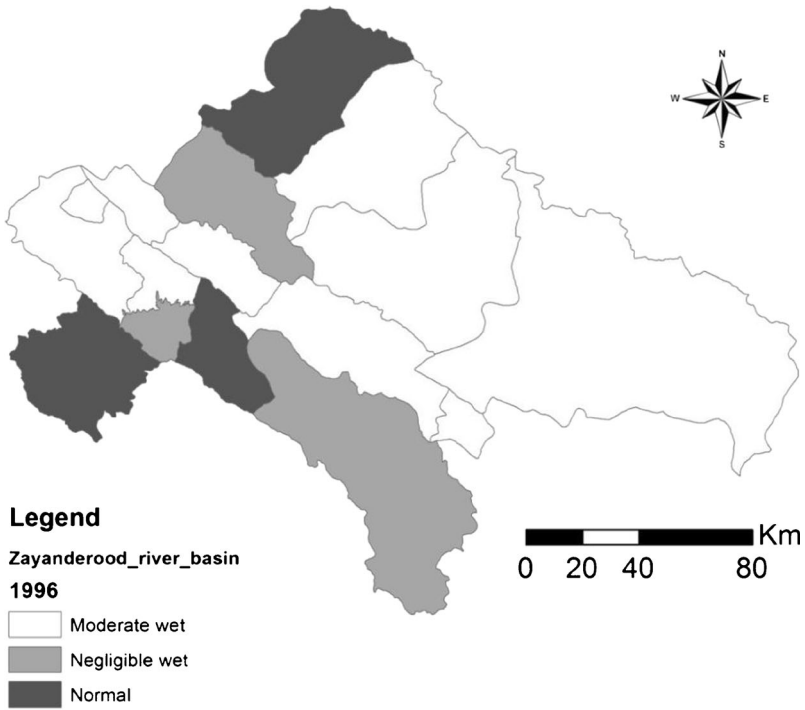 N
W E
S
Legend
Zayanderood_river_basin
1996
Moderate wet
Negligible wet
Normal
Km
0 20 40 80